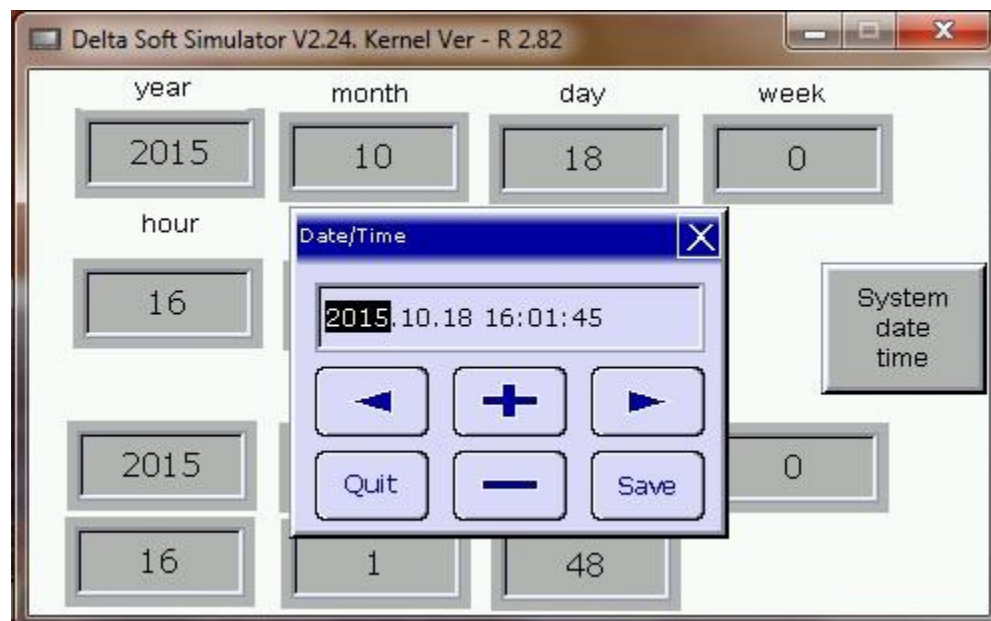 Delta Soft Simulator V2.24. Kernel Ver - R 2.82
year month day week
2015 10 18 0
hour
Date/Time
16
2015.10.18 16:01:45
System
date
time
2015 0
Quit Save
16 1 48